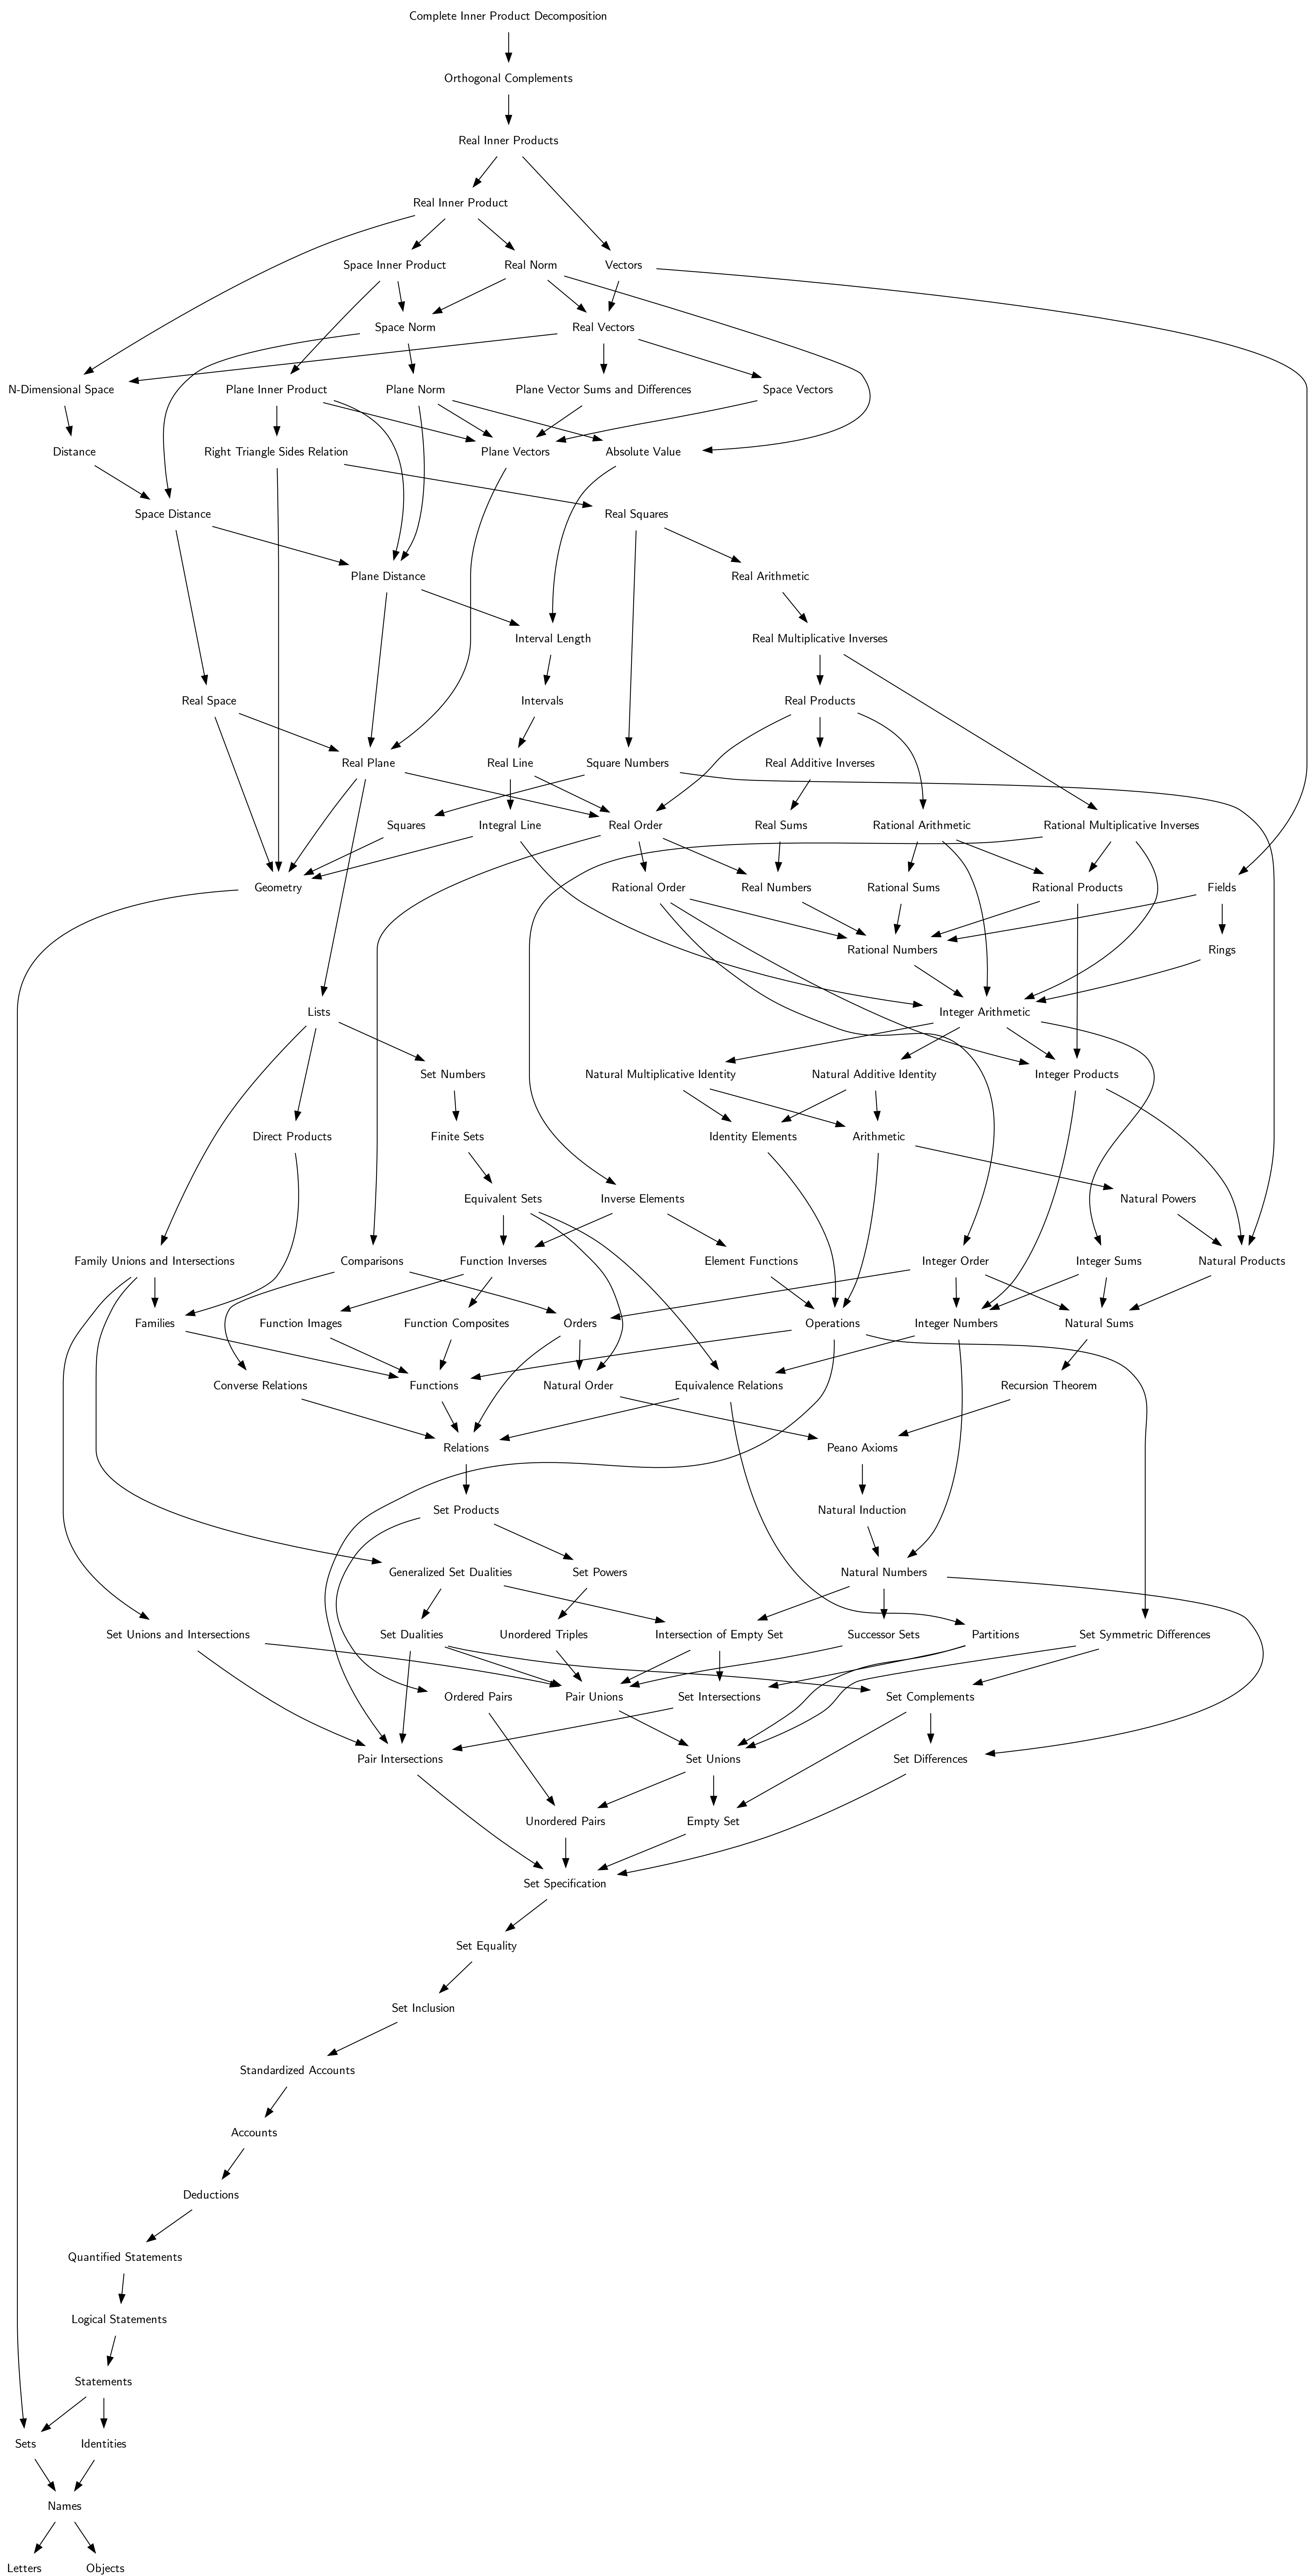 Complete Inner Product Decomposition
Orthogonal Complements
Real Inner Products
Real Inner Product
Space Inner Product
Real Norm
Vectors
Space Norm
Real Vectors
N-Dimensional Space
Plane Inner Product
Plane Norm
Plane Vector Sums and Differences
Space Vectors
Distance
Right Triangle Sides Relation
Plane Vectors
Absolute Value
Space Distance
Real Squares
Plane Distance
Real Arithmetic
Interval Length
Real Multiplicative Inverses
Real Space
Intervals
Real Products
Real Plane
Real Line
Square Numbers
Real Additive Inverses
Squares
Integral Line
Real Order
Real Sums
Rational Arithmetic
Rational Multiplicative Inverses
Geometry
Rational Order
Real Numbers
Rational Sums
Rational Products
Fields
Rational Numbers
Rings
Lists
Integer Arithmetic
Set Numbers
Natural Multiplicative Identity
Natural Additive Identity
Integer Products
Direct Products
Finite Sets
Identity Elements
Arithmetic
Equivalent Sets
Inverse Elements
Natural Powers
Family Unions and Intersections
Comparisons
Function Inverses
Element Functions
Integer Order
Integer Sums
Natural Products
Families
Function Images
Function Composites
Orders
Operations
Integer Numbers
Natural Sums
Converse Relations
Functions
Natural Order
Equivalence Relations
Recursion Theorem
Relations
Peano Axioms
Set Products
Natural Induction
Generalized Set Dualities
Set Powers
Natural Numbers
Set Unions and Intersections
Set Dualities
Unordered Triples
Intersection of Empty Set
Successor Sets
Partitions
Set Symmetric Differences
Ordered Pairs
Pair Unions
Set Intersections
Set Complements
Pair Intersections
Set Unions
Set Differences
Unordered Pairs
Empty Set
Set Specification
Set Equality
Set Inclusion
Standardized Accounts
Accounts
Deductions
Quantified Statements
Logical Statements
Statements
Sets
Identities
Names
Letters
Objects